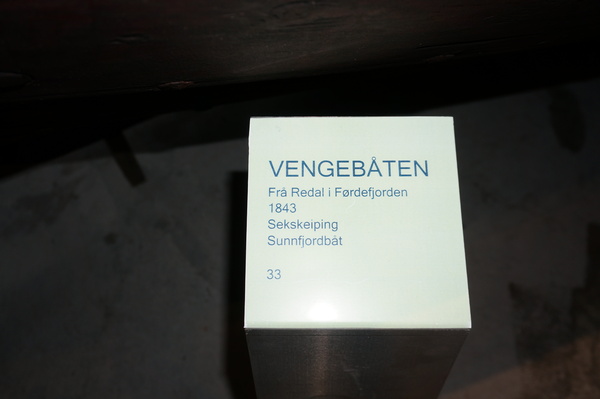 VENGEBÅTEN
Frå Redal i Førdefjorden
1843
Sekskeiping
Sunnfjordbåt
33